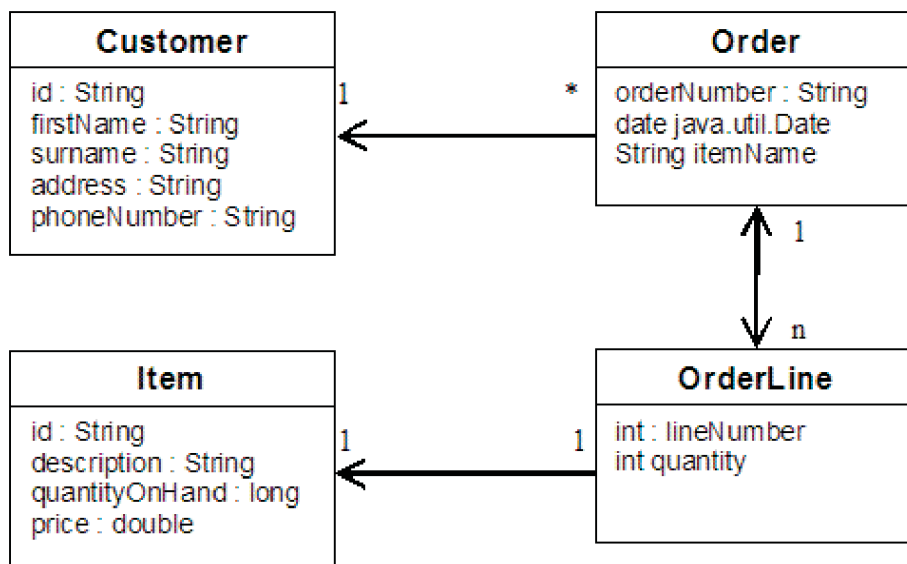 Customer
id : String
firstName : String
surname : String
address : String
phoneNumber : String
1
*
Order
orderNumber : String
date java.util.Date
String itemName
1
n
Item
id : String
description : String
quantityOnHand : long
price : double
1
1
OrderLine
int : lineNumber
int quantity